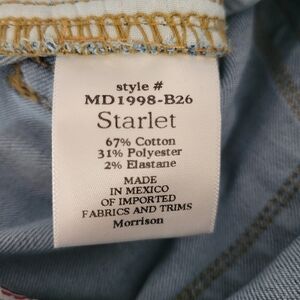 style #
MD1998-B26
Starlet
67% Cotton
31% Polyester
2% Elastane
MADE
IN MEXICO
OF IMPORTED
FABRICS AND TRIMS
Morrison